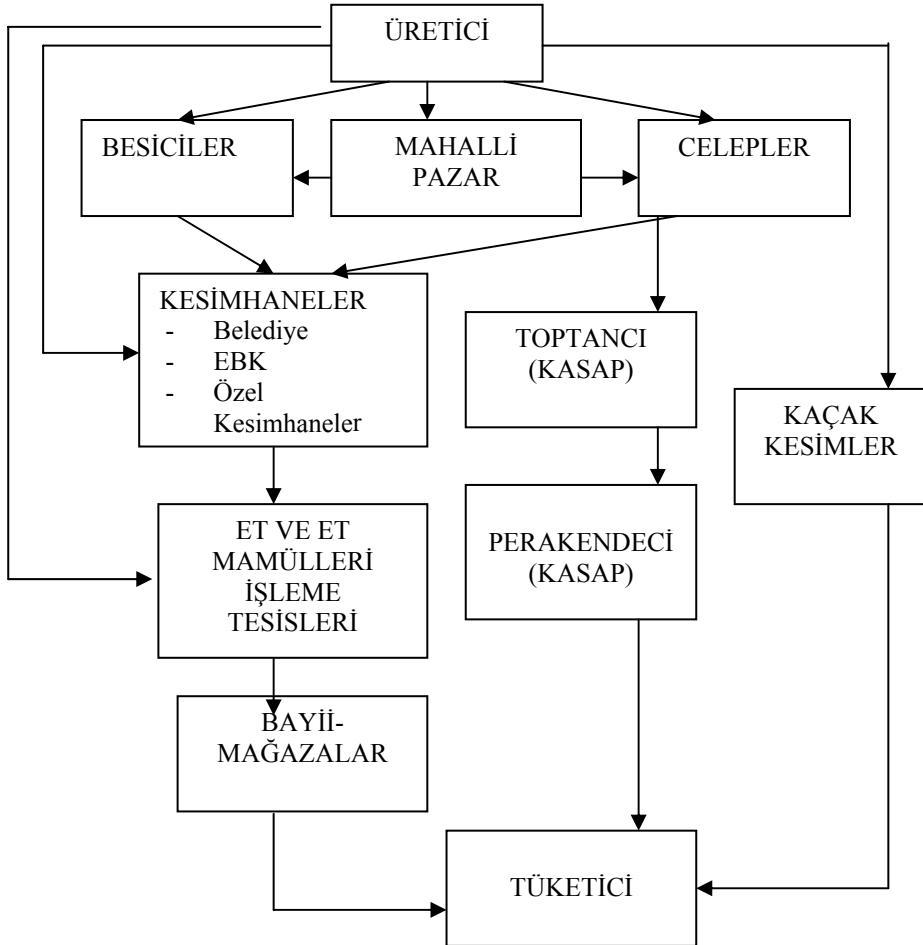 ÜRETİCİ
BESİCİLER
MAHALLİ
PAZAR
CELEPLER
KESİMHANELER
- Belediye
- EBK
- Özel
Kesimhaneler
TOPTANCI
(KASAP)
KAÇAK
KESİMLER
ET VE ET
MAMÜLLERİ
İŞLEME
TESİSLERİ
PERAKENDECİ
(KASAP)
BAYİİ-
MAĞAZALAR
TÜKETİCİ